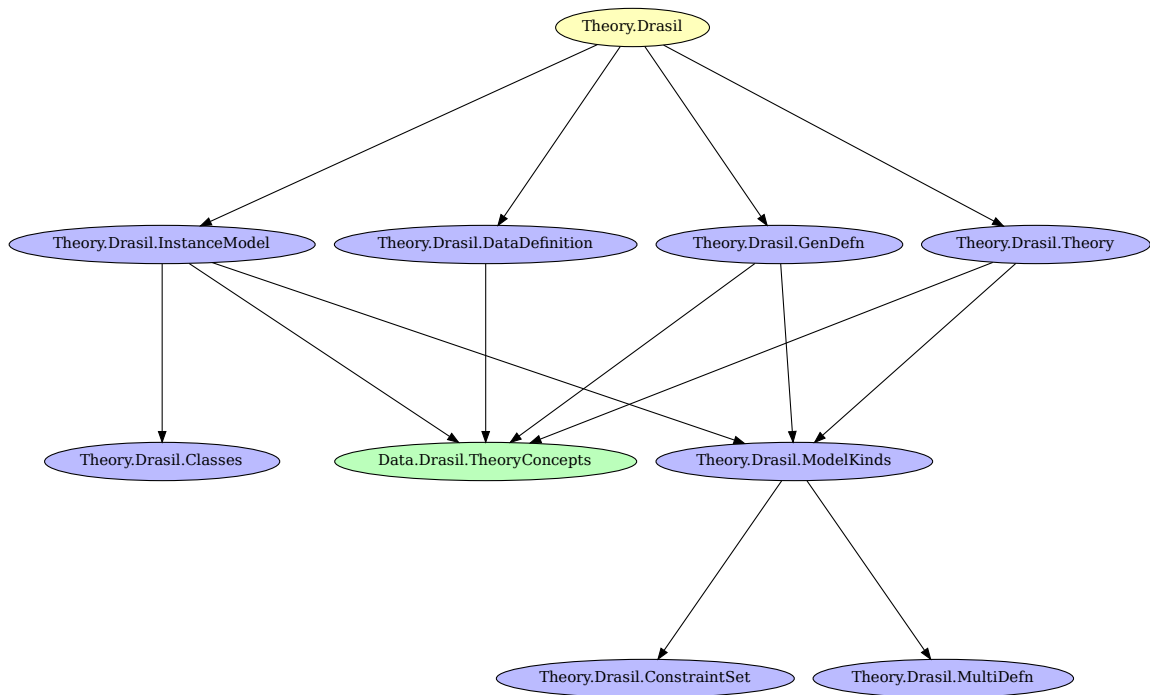 Theory.Drasil
Theory.Drasil.InstanceModel
Theory.Drasil.DataDefinition
Theory.Drasil.GenDefn
Theory.Drasil.Theory
Theory.Drasil.Classes
Data.Drasil.TheoryConcepts
Theory.Drasil.ModelKinds
Theory.Drasil.ConstraintSet
Theory.Drasil.MultiDefn